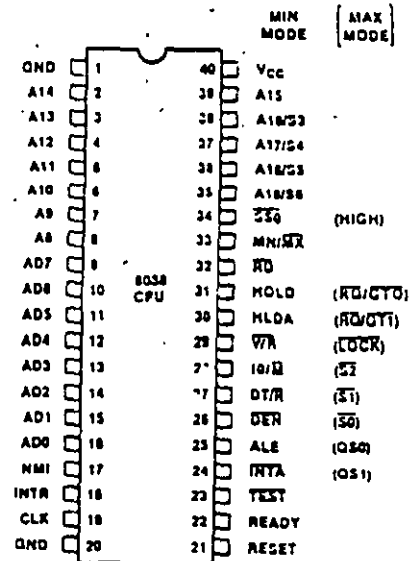 MIN MODE (MAX MODE)
GND 1 40 VCC
A14 2 39 A15
A13 3 38 A16/S3
A12 4 37 A17/S4
A11 5 36 A18/S5
A10 6 35 A19/S6
A9 7 34 SS0 (HIGH)
A8 8 33 MN/MX
AD7 9 32 RD
AD6 10 31 HOLD (RQ/GT0)
AD5 11 30 HLDA (RQ/GT1)
AD4 12 29 WR (LOCK)
AD3 13 2 IO/M (S2
AD2 14 27 DT/R (S1)
AD1 15 26 DEN (S0)
AD0 16 25 ALE (QS0)
NMI 17 24 INTA (QS1)
INTR 18 23 TEST
CLK 19 22 READY
GND 20 21 RESET
8088 CPU